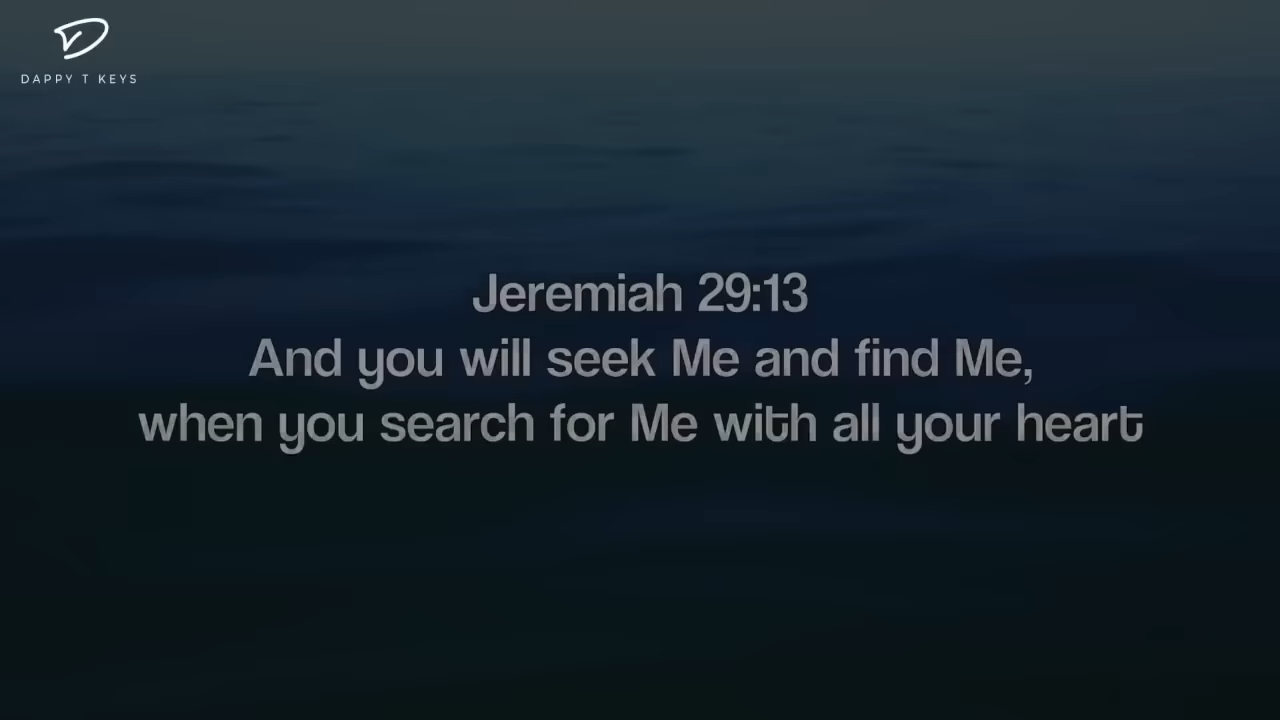 DAPPY T KEYS
Jeremiah 29:13
And you will seek Me and find Me,
when you search for Me with all your heart